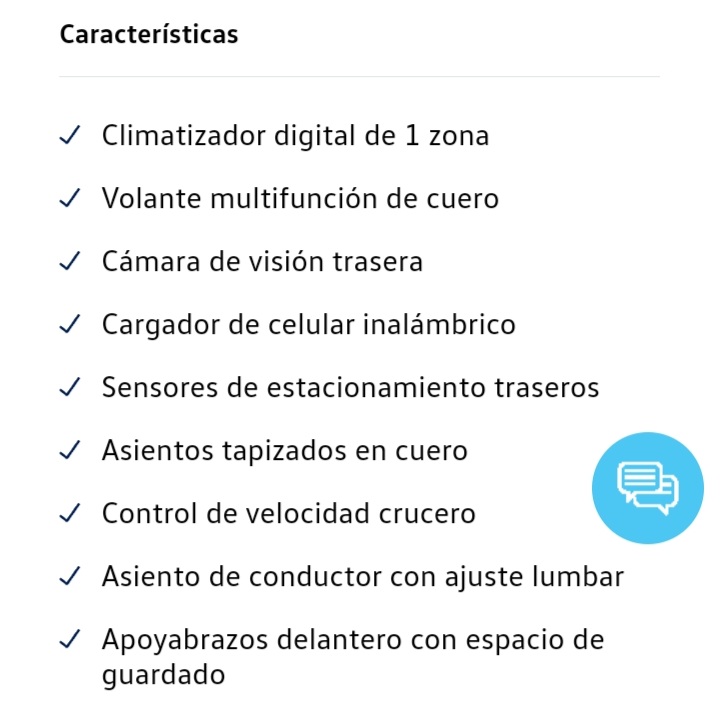 Características
Climatizador digital de 1 zona
Volante multifunción de cuero
Cámara de visión trasera
Cargador de celular inalámbrico
Sensores de estacionamiento traseros
Asientos tapizados en cuero
Control de velocidad crucero
Asiento de conductor con ajuste lumbar
Apoyabrazos delantero con espacio de
guardado